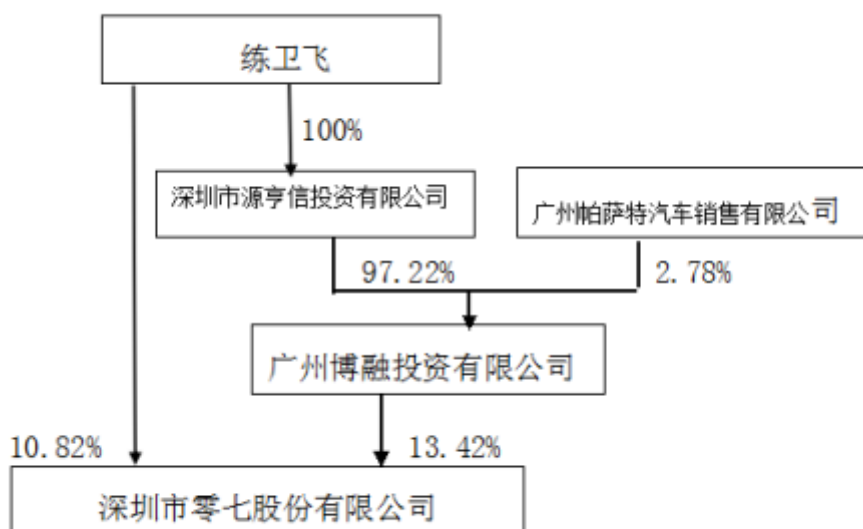 练卫飞
100%
深圳市源亨信投资有限公司
广州帕萨特汽车销售有限公司
97.22%
2.78%
广州博融投资有限公司
10.82%
13.42%
深圳市零七股份有限公司